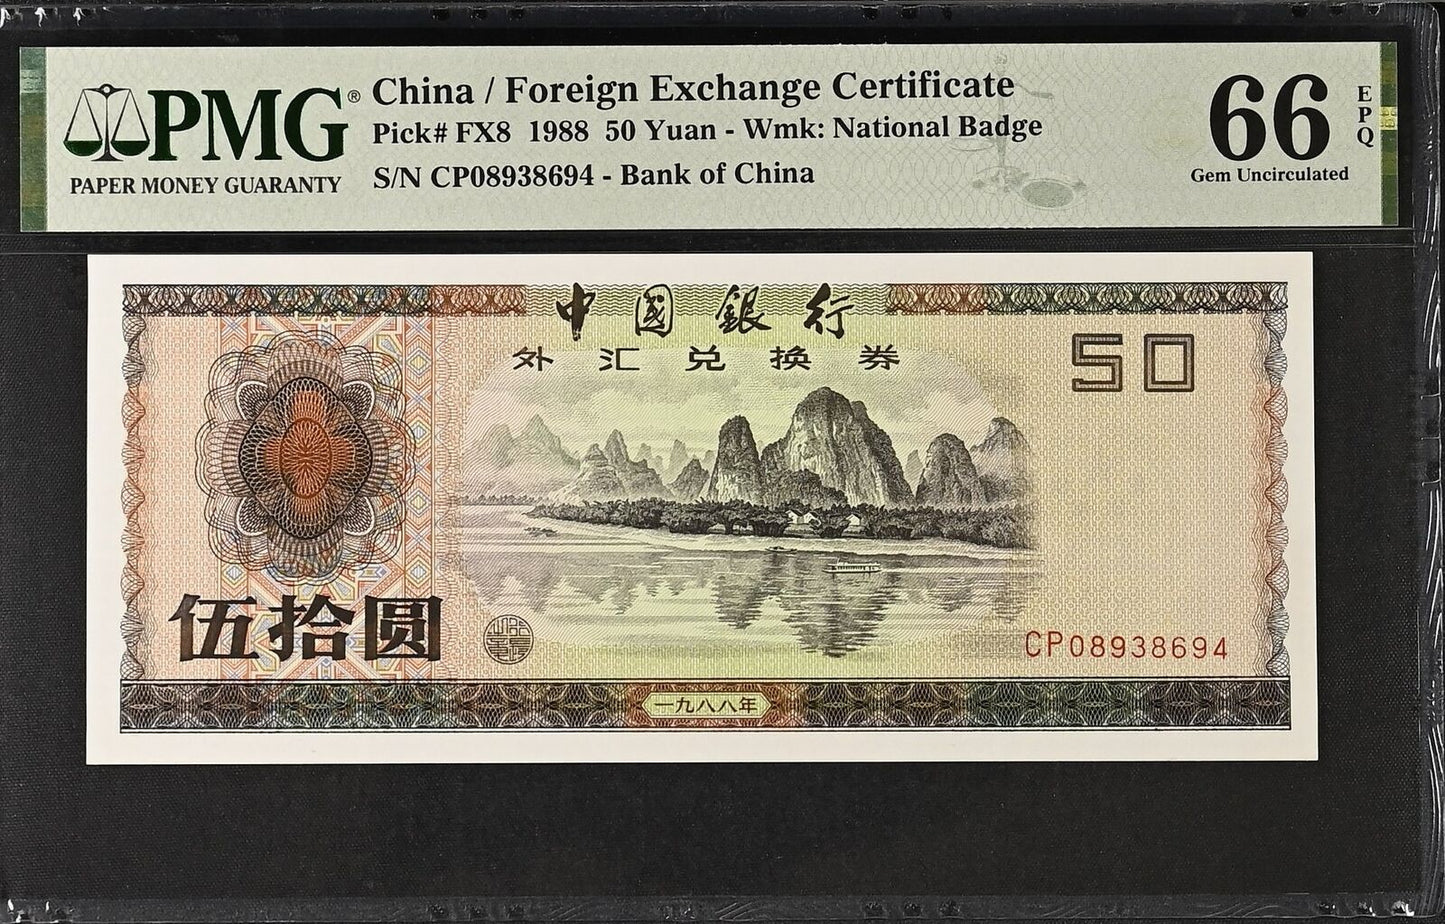 PMG® PAPER MONEY GUARANTY
China / Foreign Exchange Certificate
Pick# FX8 1988 50 Yuan - Wmk: National Badge
S/N CP08938694 - Bank of China
66 EPQ
Gem Uncirculated
中國銀行
外汇兑换券
50
伍拾圆
CP08938694
一九八八年